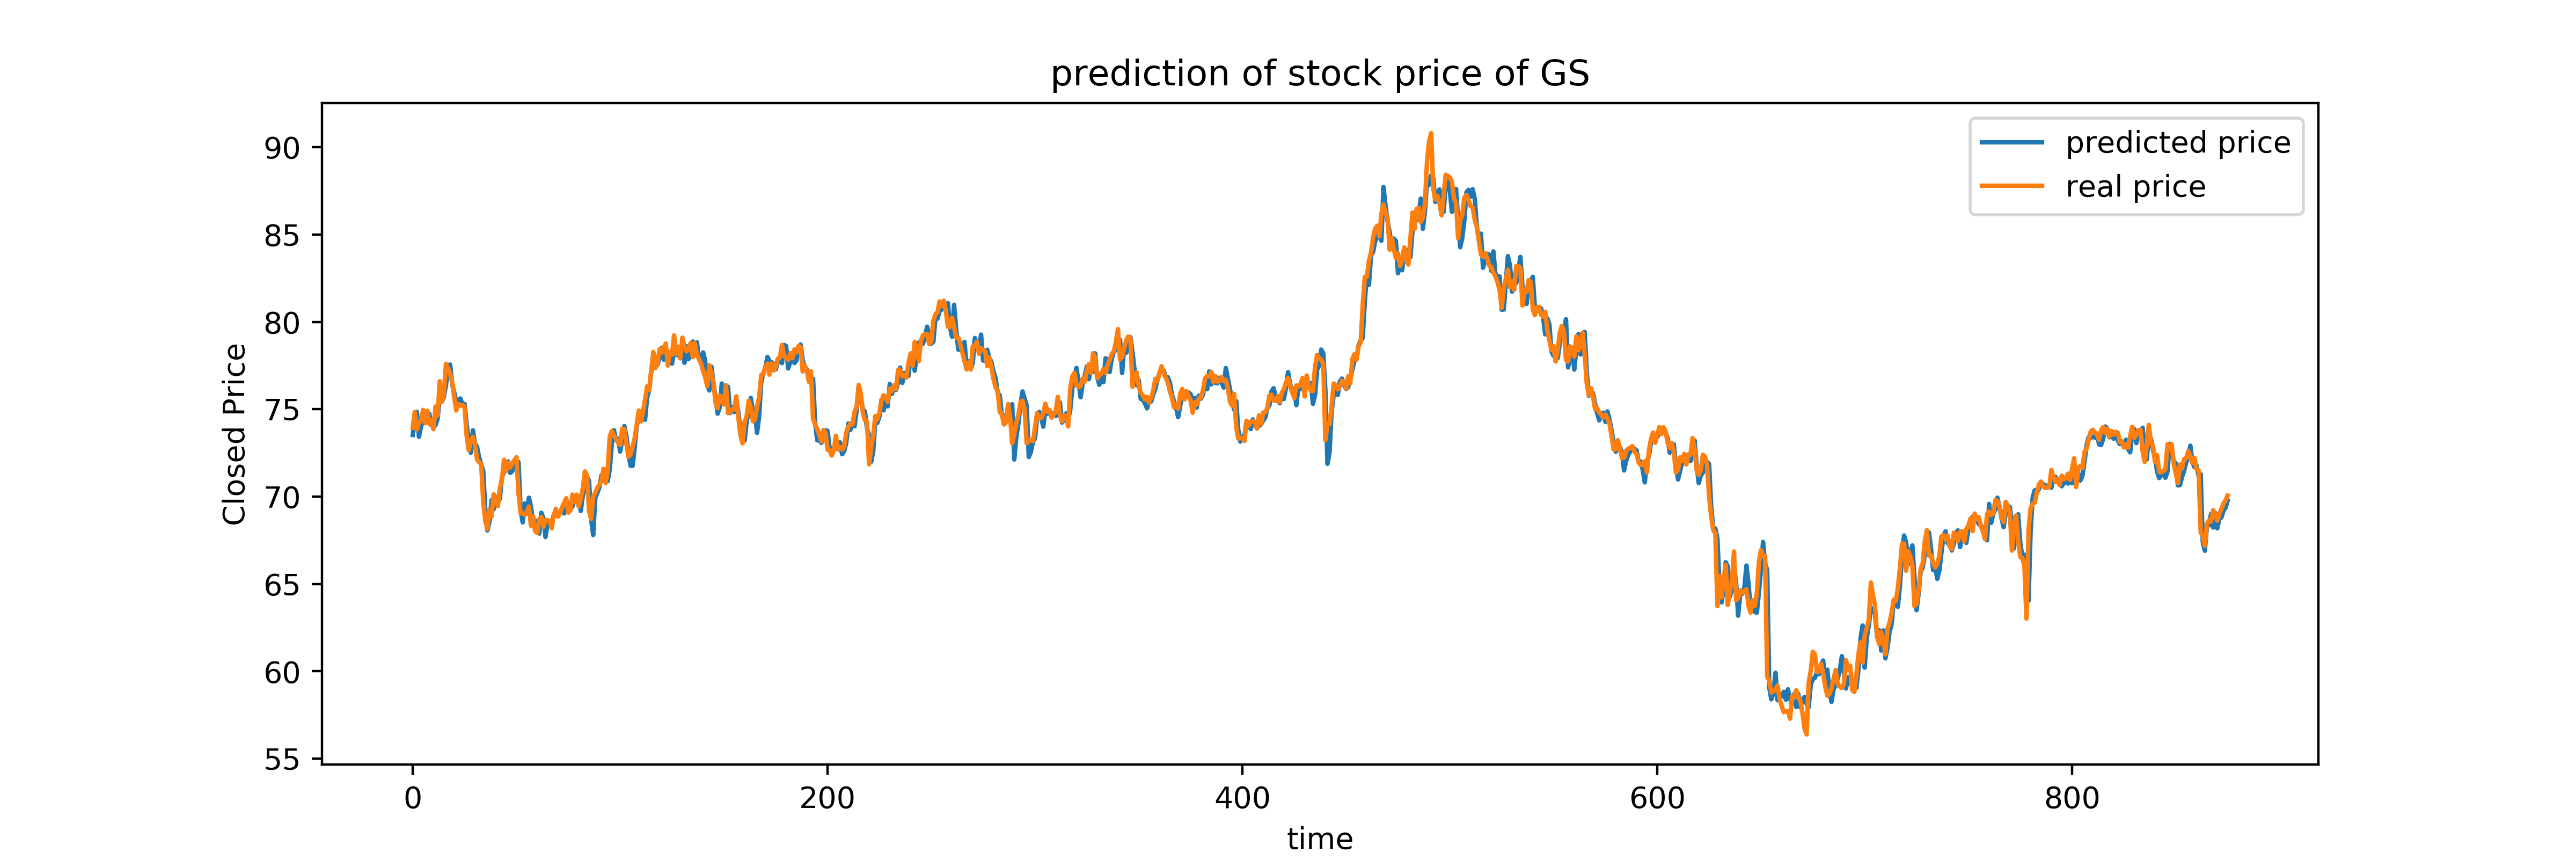 prediction of stock price of GS
predicted price
real price
Closed Price
90
85
80
75
70
65
60
55
0 200 400 600 800
time